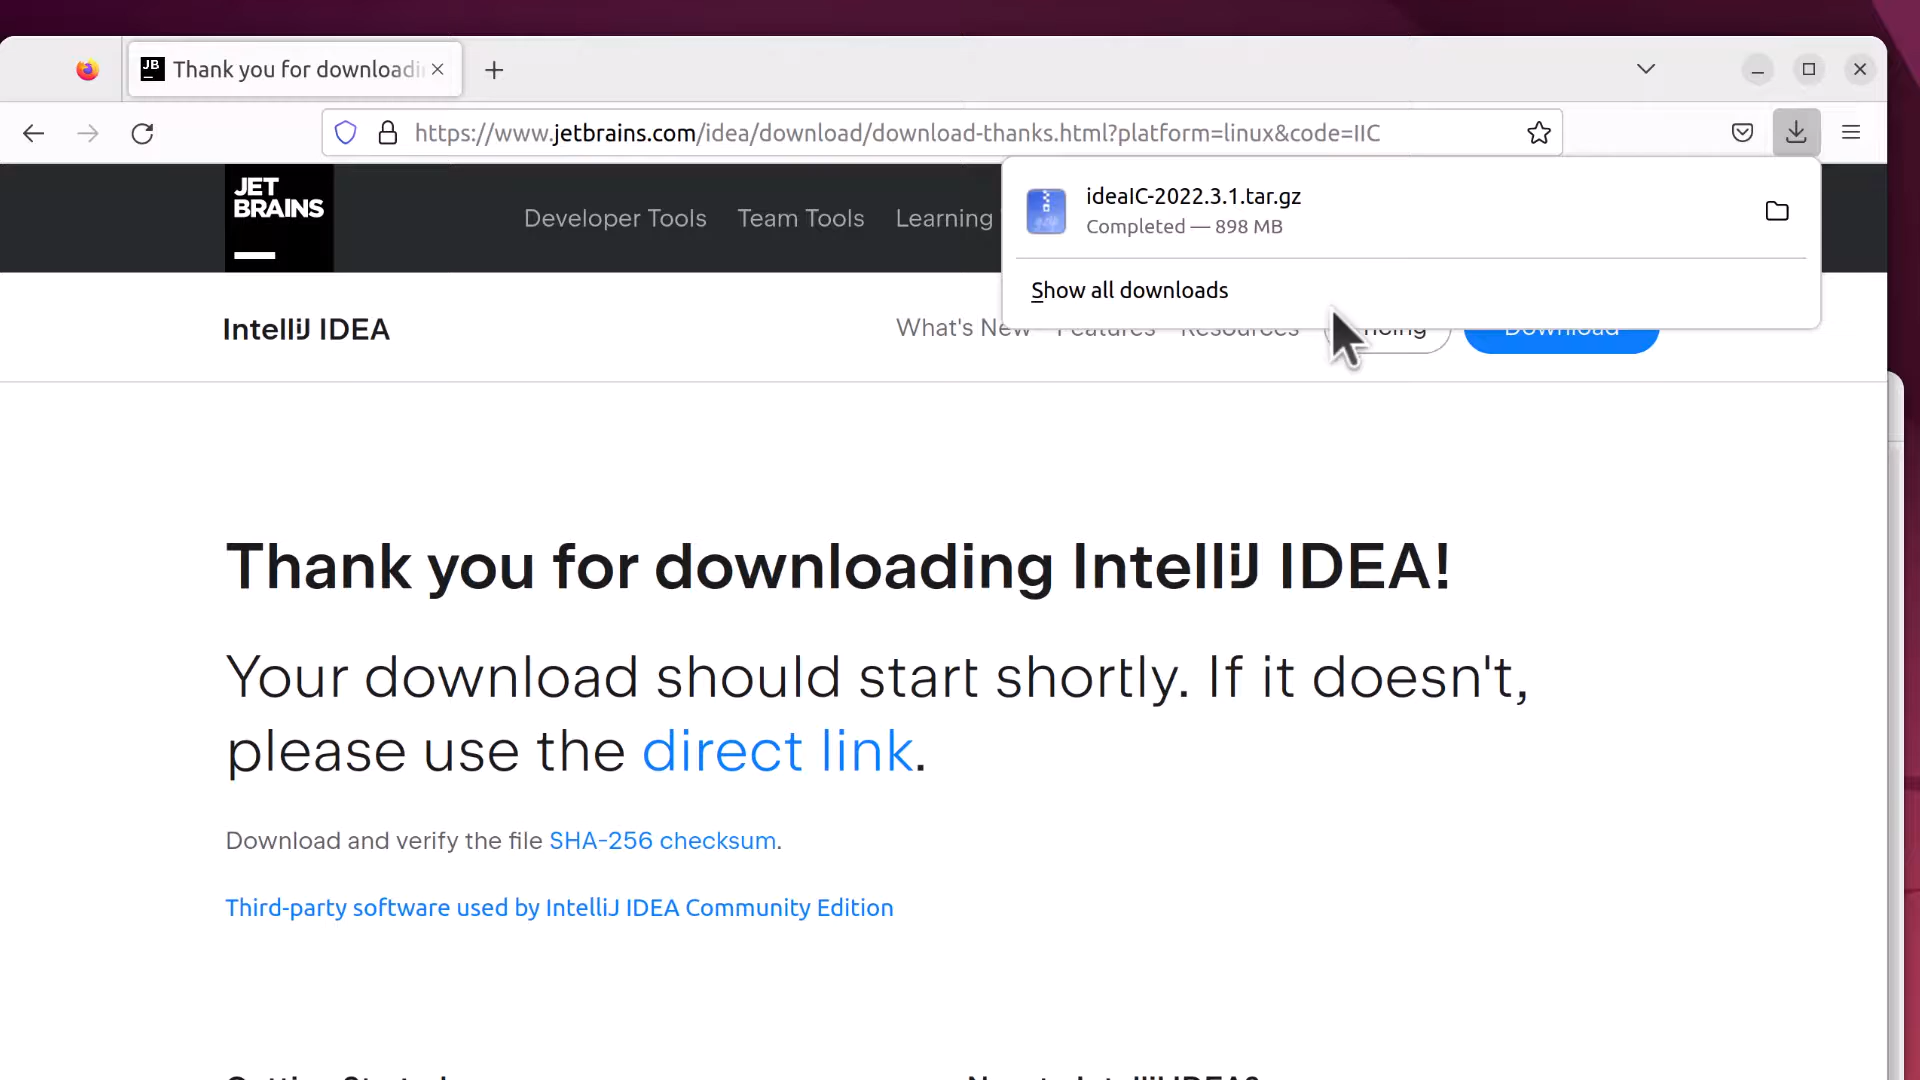 JB
Thank you for downloadi
https://www.jetbrains.com/idea/download/download-thanks.html?platform=linux&code=IIC
JET
BRAINS
Developer Tools
Team Tools
Learning
ideaIC-2022.3.1.tar.gz
Completed — 898 MB
Show all downloads
IntelliJ IDEA
What's New
Features
Resources
Download
Thank you for downloading IntelliJ IDEA!
Your download should start shortly. If it doesn't,
please use the direct link.
Download and verify the file SHA-256 checksum.
Third-party software used by IntelliJ IDEA Community Edition